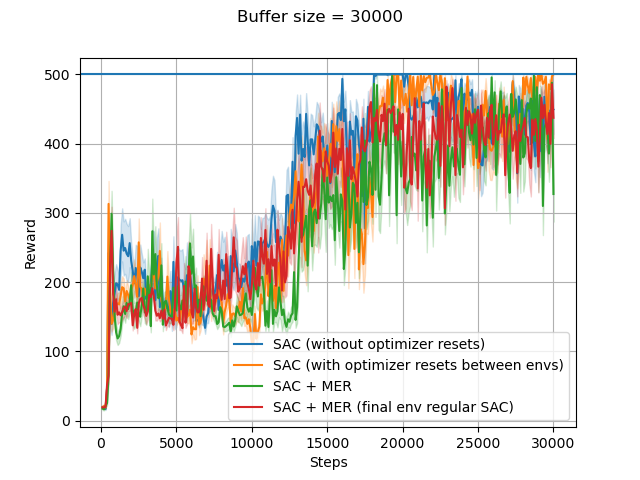 Buffer size = 30000
500
400
300
200
100
0
Reward
SAC (without optimizer resets)
SAC (with optimizer resets between envs)
SAC + MER
SAC + MER (final env regular SAC)
0 5000 10000 15000 20000 25000 30000
Steps